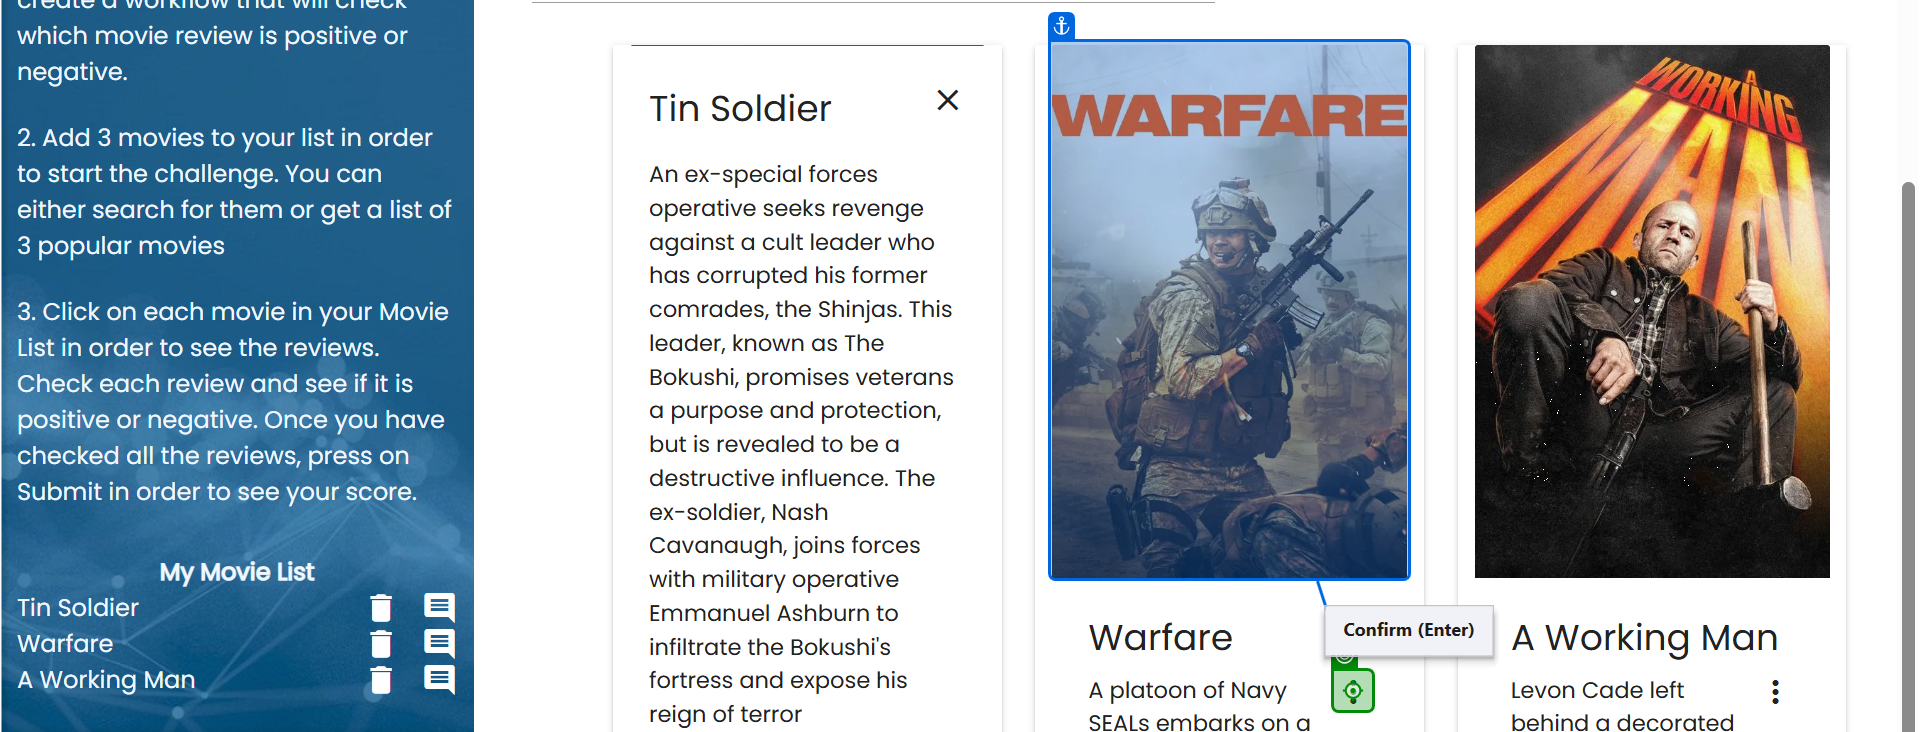 create a workflow that will check
which movie review is positive or
negative.
2. Add 3 movies to your list in order
to start the challenge. You can
either search for them or get a list of
3 popular movies
3. Click on each movie in your Movie
List in order to see the reviews.
Check each review and see if it is
positive or negative. Once you have
checked all the reviews, press on
Submit in order to see your score.
My Movie List
Tin Soldier
Warfare
A Working Man
Tin Soldier
An ex-special forces
operative seeks revenge
against a cult leader who
has corrupted his former
comrades, the Shinjas. This
leader, known as The
Bokushi, promises veterans
a purpose and protection,
but is revealed to be a
destructive influence. The
ex-soldier, Nash
Cavanaugh, joins forces
with military operative
Emmanuel Ashburn to
infiltrate the Bokushi's
fortress and expose his
reign of terror
WARFARE
Warfare
Confirm (Enter)
A platoon of Navy
SEALs embarks on a
A
WORKING
MAN
A Working Man
Levon Cade left
behind a decorated